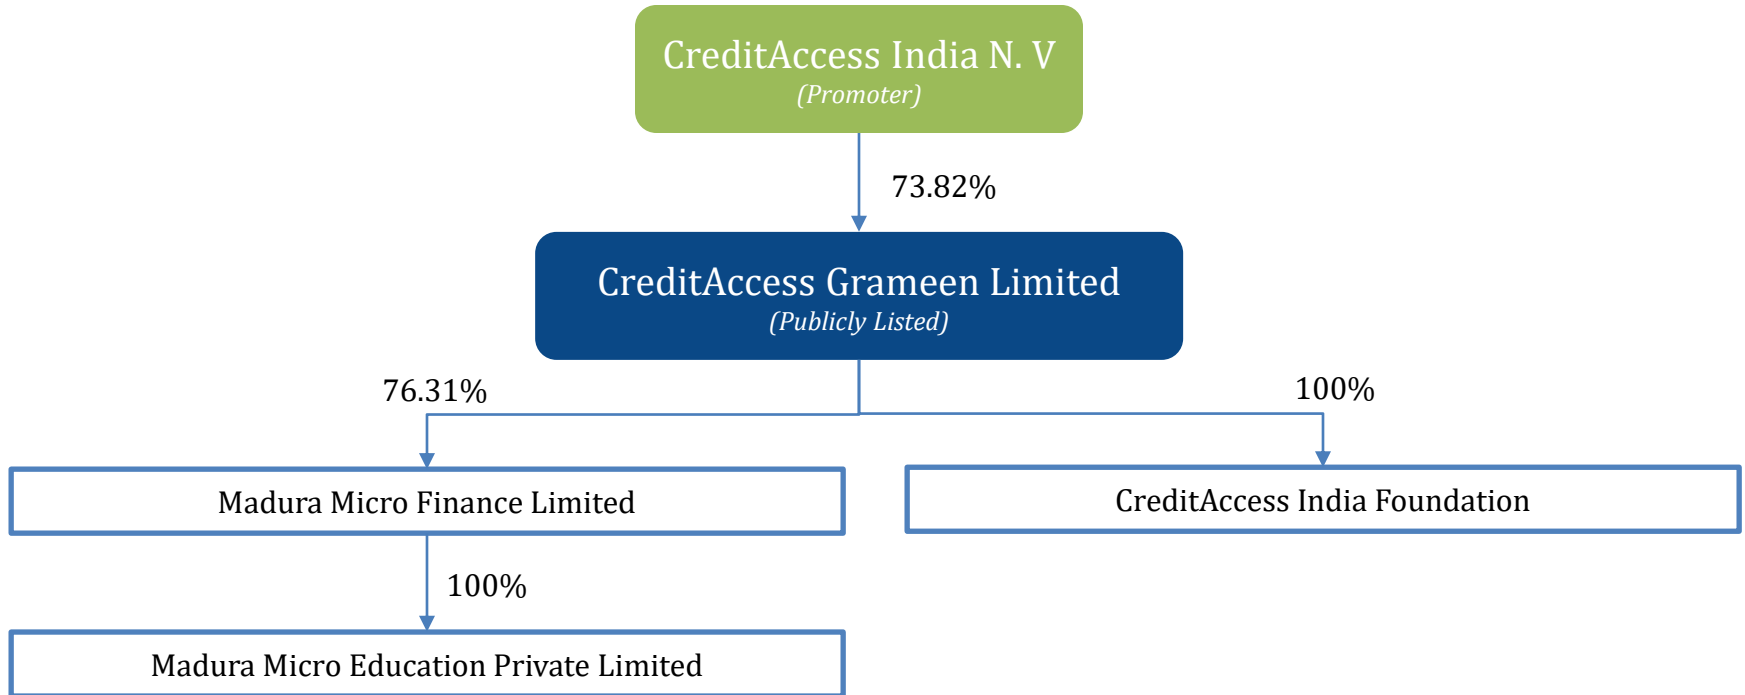 CreditAccess India N. V
(Promoter)
73.82%
CreditAccess Grameen Limited
(Publicly Listed)
76.31%
100%
Madura Micro Finance Limited
CreditAccess India Foundation
100%
Madura Micro Education Private Limited